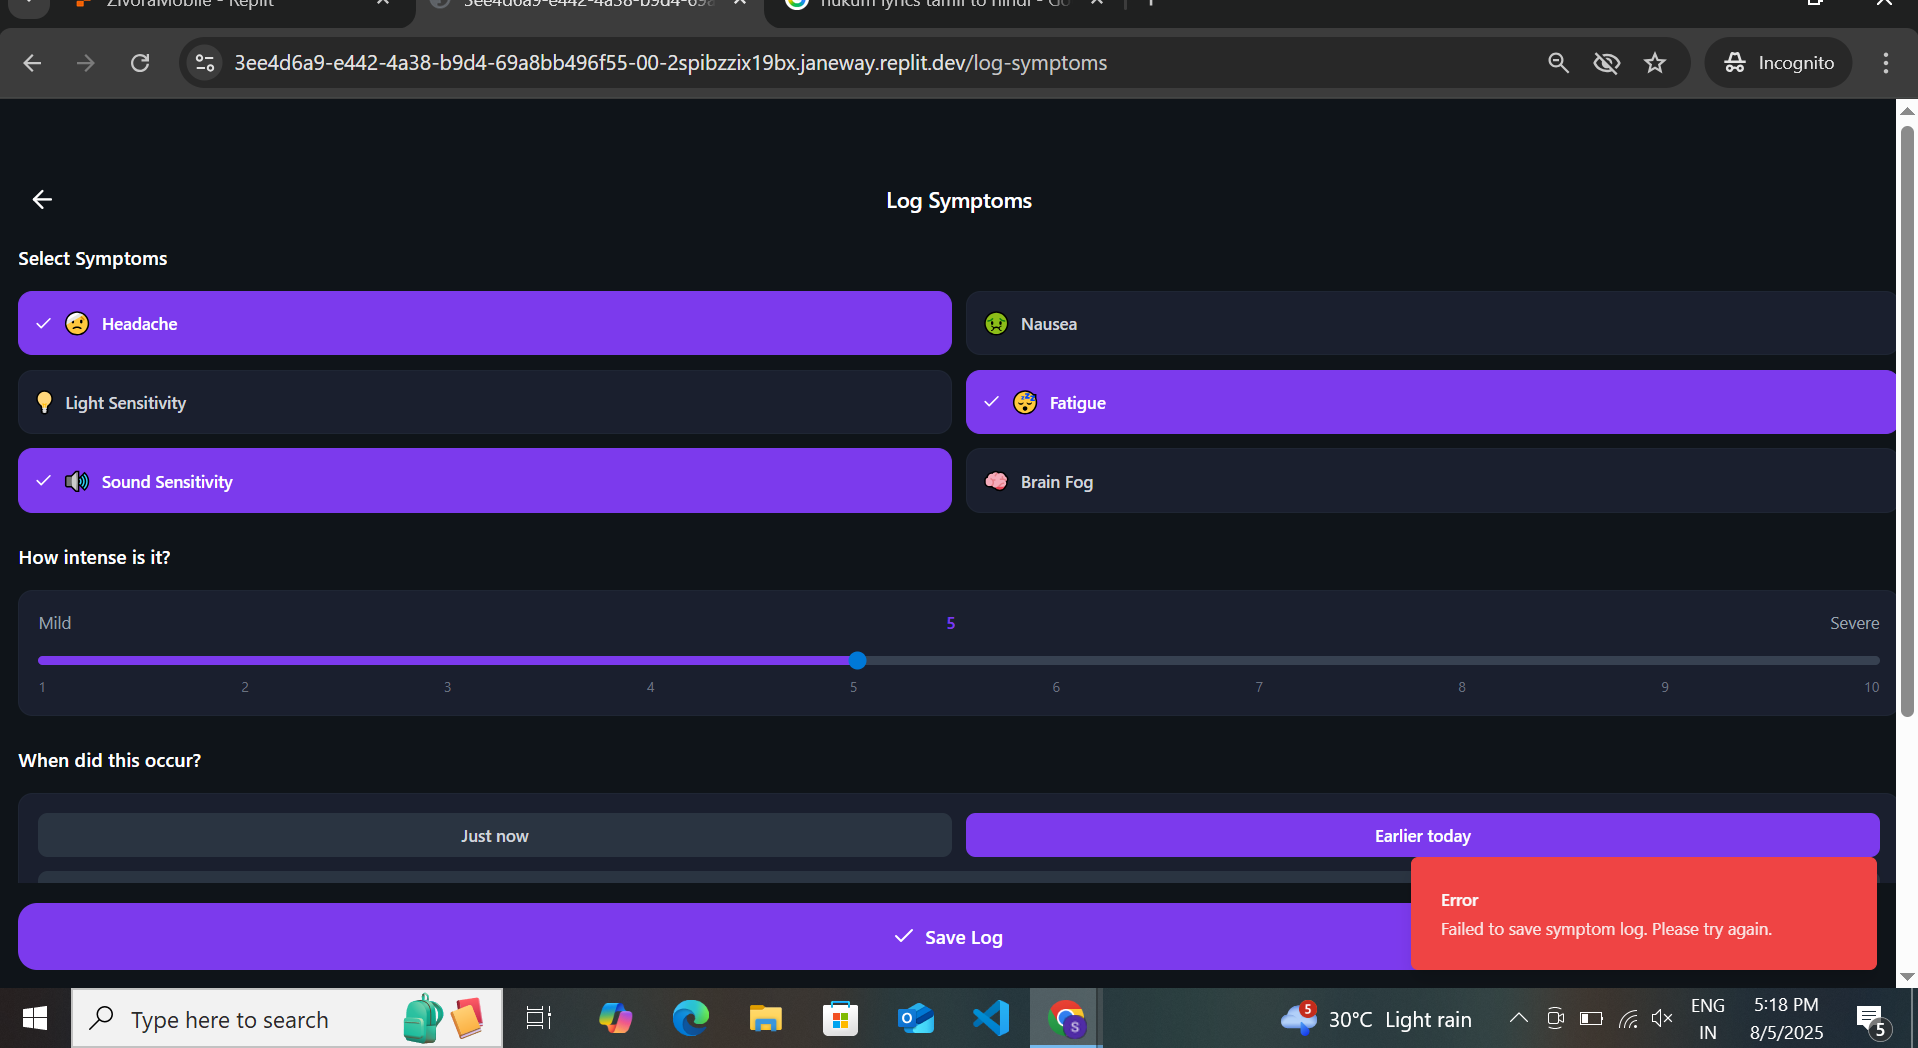 ZivoraMobile - Replit
3ee4d6a9-e442-4a38-b9d4-69a
hukum lyrics tamil to hindi - Go
3ee4d6a9-e442-4a38-b9d4-69a8bb496f55-00-2spibzzix19bx.janeway.replit.dev/log-symptoms
Incognito
Log Symptoms
Select Symptoms
Headache
Nausea
Light Sensitivity
Fatigue
Sound Sensitivity
Brain Fog
How intense is it?
Mild 5 Severe
1 2 3 4 5 6 7 8 9 10
When did this occur?
Just now
Earlier today
Error
Failed to save symptom log. Please try again.
Save Log
Type here to search
5
30°C Light rain
ENG
IN
5:18 PM
8/5/2025
5
S